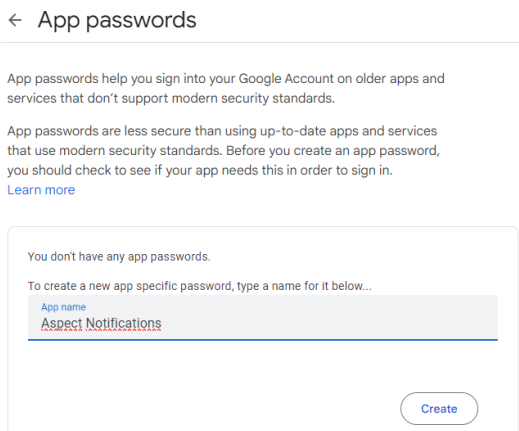 App passwords
App passwords help you sign into your Google Account on older apps and
services that don't support modern security standards.
App passwords are less secure than using up-to-date apps and services
that use modern security standards. Before you create an app password,
you should check to see if your app needs this in order to sign in.
Learn more
You don't have any app passwords.
To create a new app specific password, type a name for it below...
App name
Aspect Notifications
Create